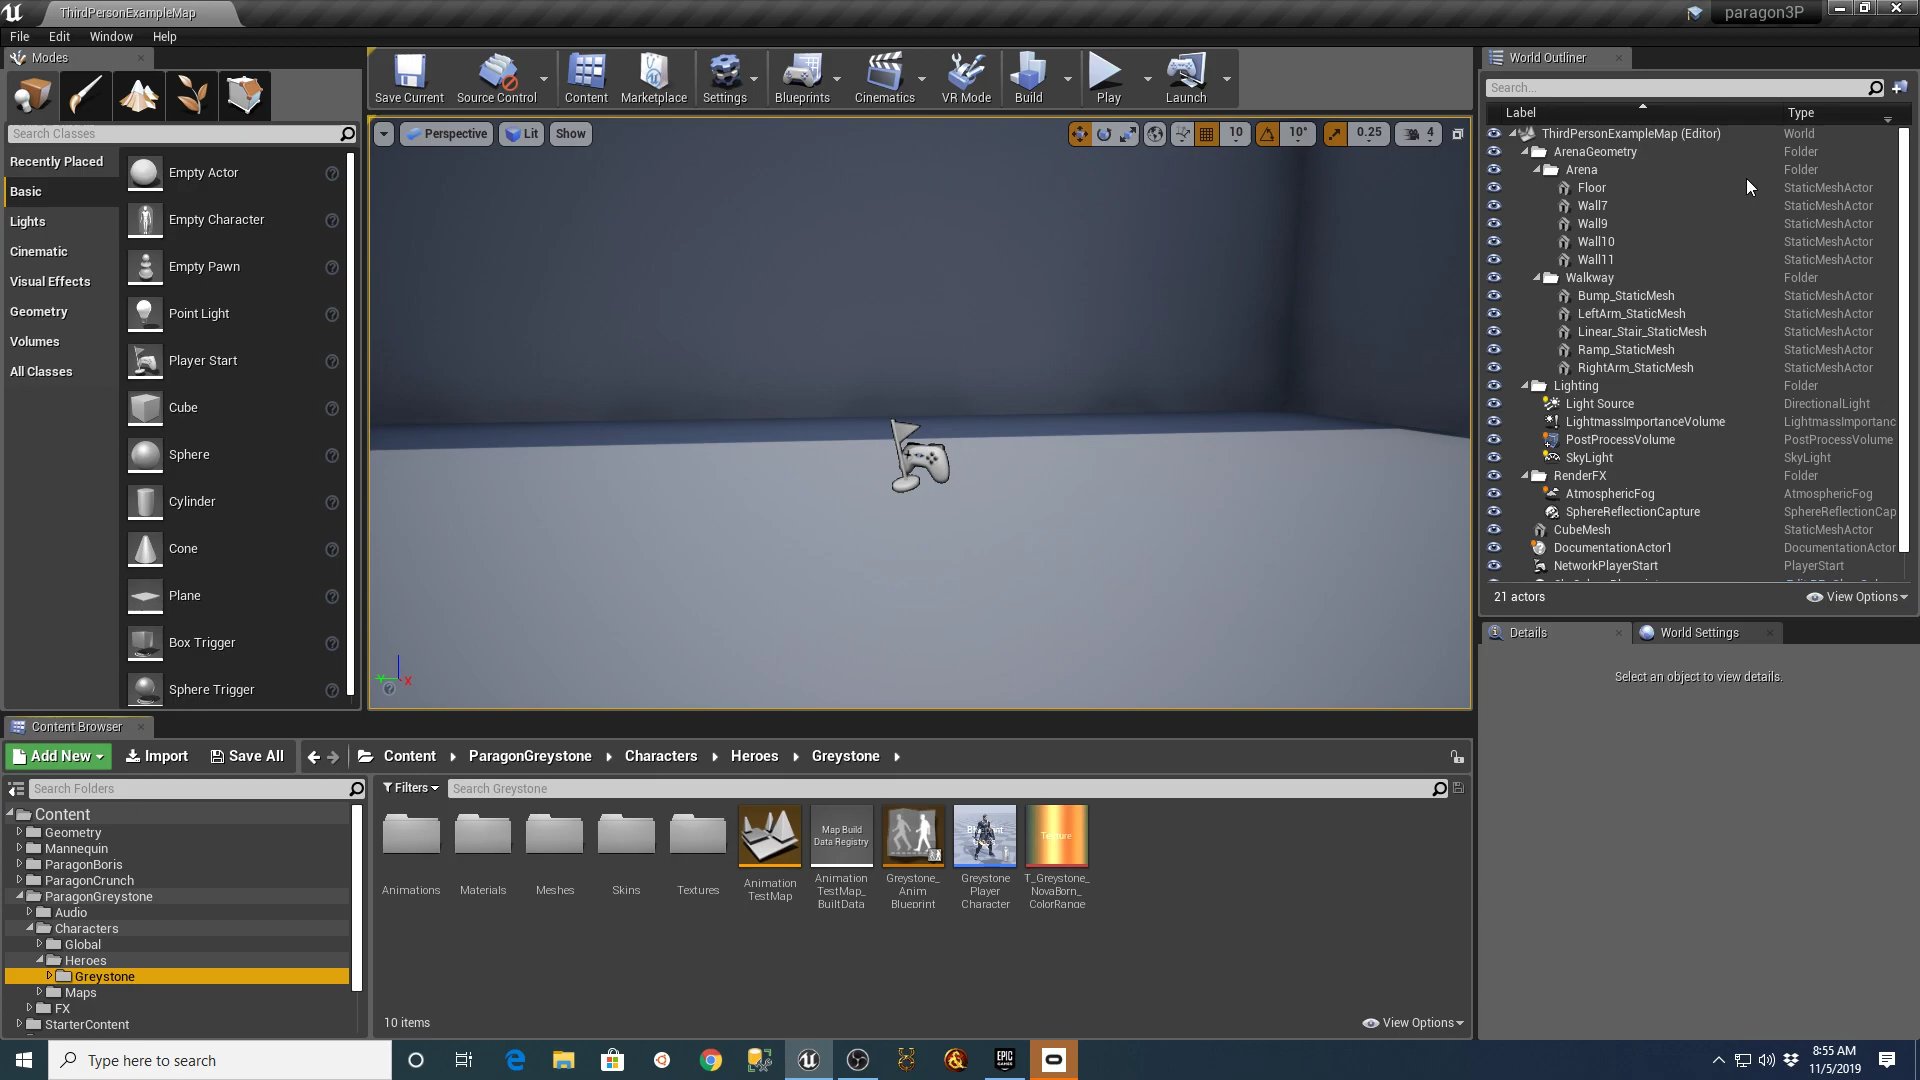 ThirdPersonExampleMap
paragon3P
File Edit Window Help
Modes
Search Classes
Recently Placed
Basic
Lights
Cinematic
Visual Effects
Geometry
Volumes
All Classes
Empty Actor
Empty Character
Empty Pawn
Point Light
Player Start
Cube
Sphere
Cylinder
Cone
Plane
Box Trigger
Sphere Trigger
Save Current Source Control Content Marketplace Settings Blueprints Cinematics VR Mode Build Play Launch
Perspective Lit Show
10 10° 0.25 4
X
World Outliner
Search...
Label Type
ThirdPersonExampleMap (Editor) World
ArenaGeometry Folder
Arena Folder
Floor StaticMeshActor
Wall7 StaticMeshActor
Wall9 StaticMeshActor
Wall10 StaticMeshActor
Wall11 StaticMeshActor
Walkway Folder
Bump_StaticMesh StaticMeshActor
LeftArm_StaticMesh StaticMeshActor
Linear_Stair_StaticMesh StaticMeshActor
Ramp_StaticMesh StaticMeshActor
RightArm_StaticMesh StaticMeshActor
Lighting Folder
Light Source DirectionalLight
LightmassImportanceVolume LightmassImportanc
PostProcessVolume PostProcessVolume
SkyLight SkyLight
RenderFX Folder
AtmosphericFog AtmosphericFog
SphereReflectionCapture SphereReflectionCap
CubeMesh StaticMeshActor
DocumentationActor1 DocumentationActor
NetworkPlayerStart PlayerStart
21 actors View Options
Details World Settings
Select an object to view details.
Content Browser
Add New Import Save All Content ParagonGreystone Characters Heroes Greystone
Search Folders
Filters Search Greystone
Content
Geometry
Mannequin
ParagonBoris
ParagonCrunch
ParagonGreystone
Audio
Characters
Global
Heroes
Greystone
Maps
FX
StarterContent
Animations
Materials
Meshes
Skins
Textures
Animation
TestMap
Map Build
Data Registry
Animation
TestMap_
BuiltData
Greystone_
Anim
Blueprint
Greystone
Player
Character
Texture
T_Greystone_
NovaBorn_
ColorRange
10 items View Options
Type here to search
EPIC
GAMES
8:55 AM
11/5/2019